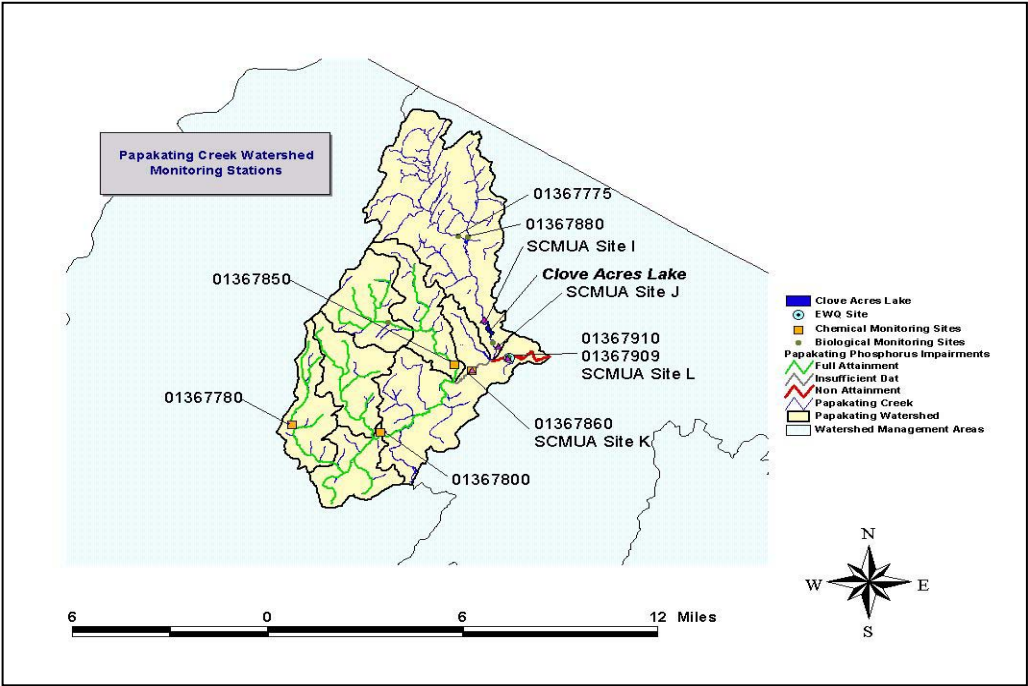 Papakating Creek Watershed
Monitoring Stations
01367775
01367880
SCMUA Site I
Clove Acres Lake
SCMUA Site J
01367850
01367910
01367909
SCMUA Site L
01367780
01367860
SCMUA Site K
01367800
Clove Acres Lake
EWQ Site
Chemical Monitoring Sites
Biological Monitoring Sites
Papakating Phosphorus Impairments
Full Attainment
Insufficient Dat
Non Attainment
Papakating Creek
Papakating Watershed
Watershed Management Areas
N
W E
S
6 0 6 12 Miles